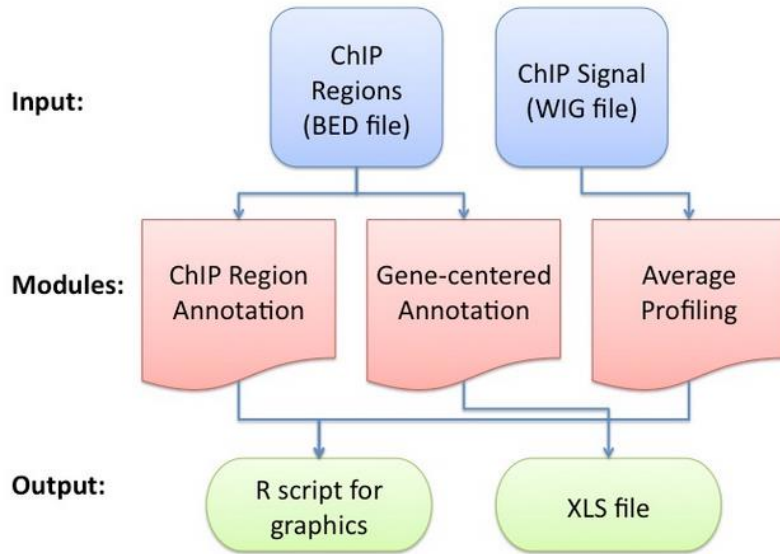 Input:
ChIP
Regions
(BED file)
ChIP Signal
(WIG file)
Modules:
ChIP Region
Annotation
Gene-centered
Annotation
Average
Profiling
Output:
R script for
graphics
XLS file